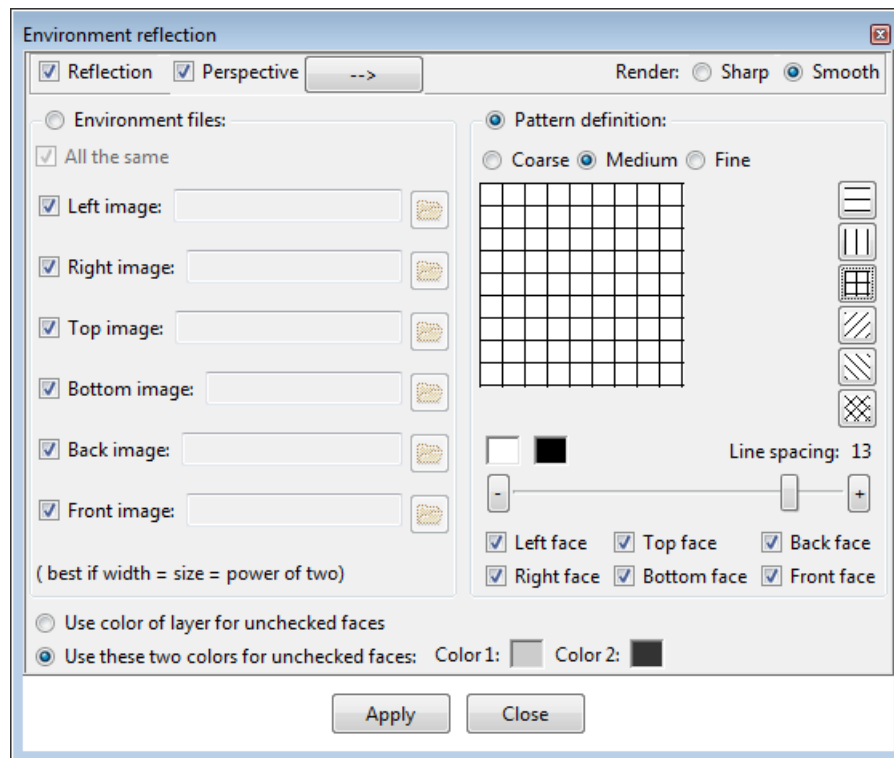 Environment reflection
Reflection Perspective --> Render: Sharp Smooth
Environment files:
All the same
Left image:
Right image:
Top image:
Bottom image:
Back image:
Front image:
( best if width = size = power of two)
Pattern definition:
Coarse Medium Fine
Line spacing: 13
- +
Left face Top face Back face
Right face Bottom face Front face
Use color of layer for unchecked faces
Use these two colors for unchecked faces: Color 1: Color 2:
Apply Close